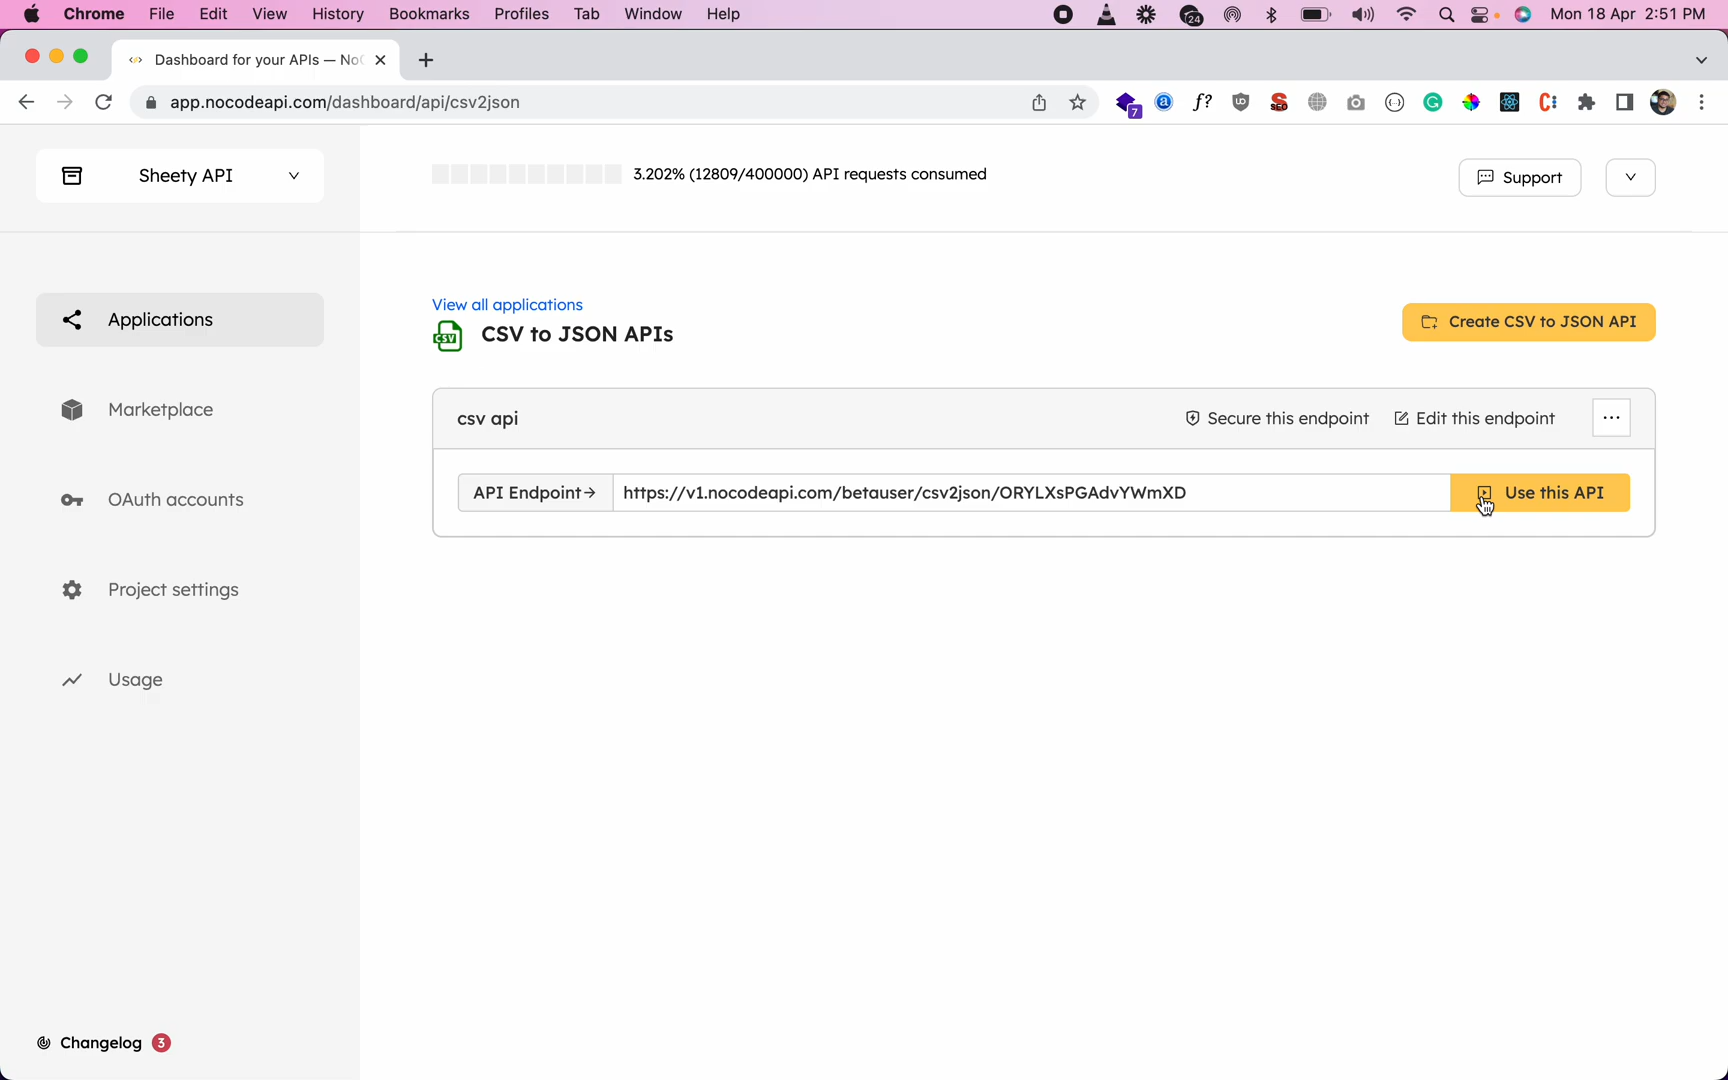 Chrome File Edit View History Bookmarks Profiles Tab Window Help 24 Mon 18 Apr 2:51 PM
Dashboard for your APIs — No
app.nocodeapi.com/dashboard/api/csv2json 7
Sheety API
3.202% (12809/400000) API requests consumed
Support
Applications
Marketplace
OAuth accounts
Project settings
Usage
Changelog 3
View all applications
CSV CSV to JSON APIs
Create CSV to JSON API
csv api
Secure this endpoint
Edit this endpoint
API Endpoint→
https://v1.nocodeapi.com/betauser/csv2json/ORYLXsPGAdvYWmXD
Use this API